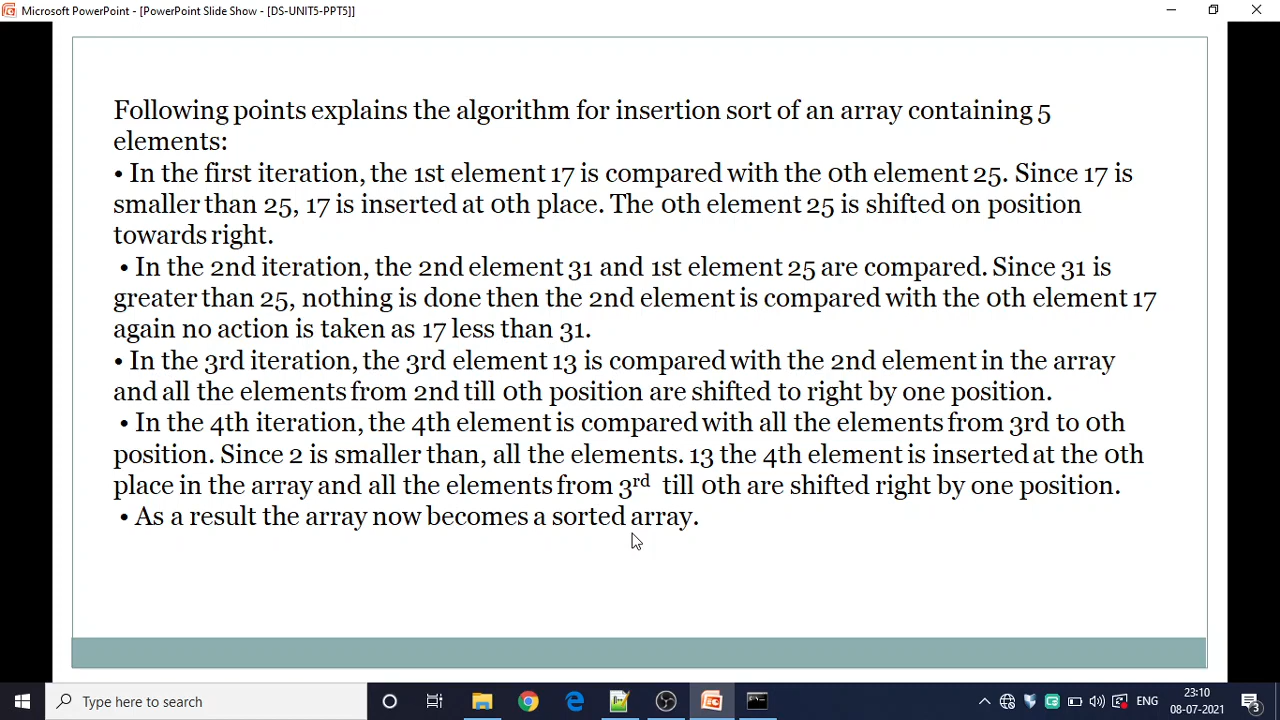 Microsoft PowerPoint - [PowerPoint Slide Show - [DS-UNIT5-PPT5]]
Following points explains the algorithm for insertion sort of an array containing 5
elements:
• In the first iteration, the 1st element 17 is compared with the 0th element 25. Since 17 is
smaller than 25, 17 is inserted at 0th place. The 0th element 25 is shifted on position
towards right.
• In the 2nd iteration, the 2nd element 31 and 1st element 25 are compared. Since 31 is
greater than 25, nothing is done then the 2nd element is compared with the 0th element 17
again no action is taken as 17 less than 31.
• In the 3rd iteration, the 3rd element 13 is compared with the 2nd element in the array
and all the elements from 2nd till 0th position are shifted to right by one position.
• In the 4th iteration, the 4th element is compared with all the elements from 3rd to 0th
position. Since 2 is smaller than, all the elements. 13 the 4th element is inserted at the 0th
place in the array and all the elements from 3rd till 0th are shifted right by one position.
• As a result the array now becomes a sorted array.
Type here to search
ENG
23:10
08-07-2021
3